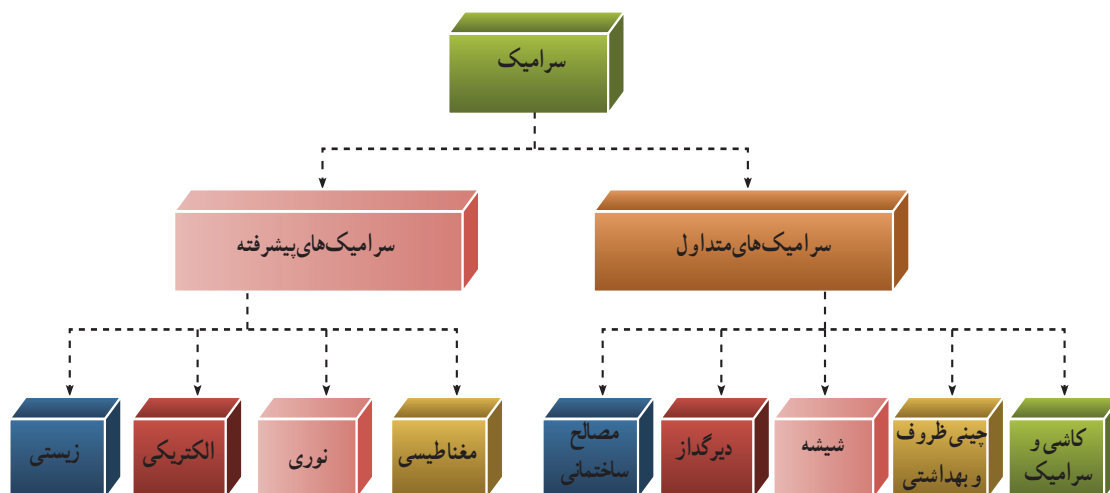 سرامیک
سرامیک‌های متداول
سرامیک‌های پیشرفته
کاشی و
سرامیک
چینی ظروف
و بهداشتی
شیشه
دیرگداز
مصالح
ساختمانی
مغناطیسی
نوری
الکتریکی
زیستی